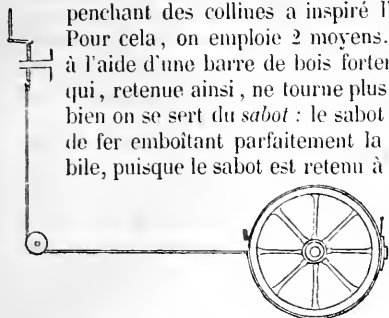 penchant des collines a inspiré l'
Pour cela, on emploie 2 moyens.
à l'aide d'une barre de bois forte
qui, retenue ainsi, ne tourne plus
bien on se sert du sabot : le sabot
de fer emboîtant parfaitement la
bile, puisque le sabot est retenu à